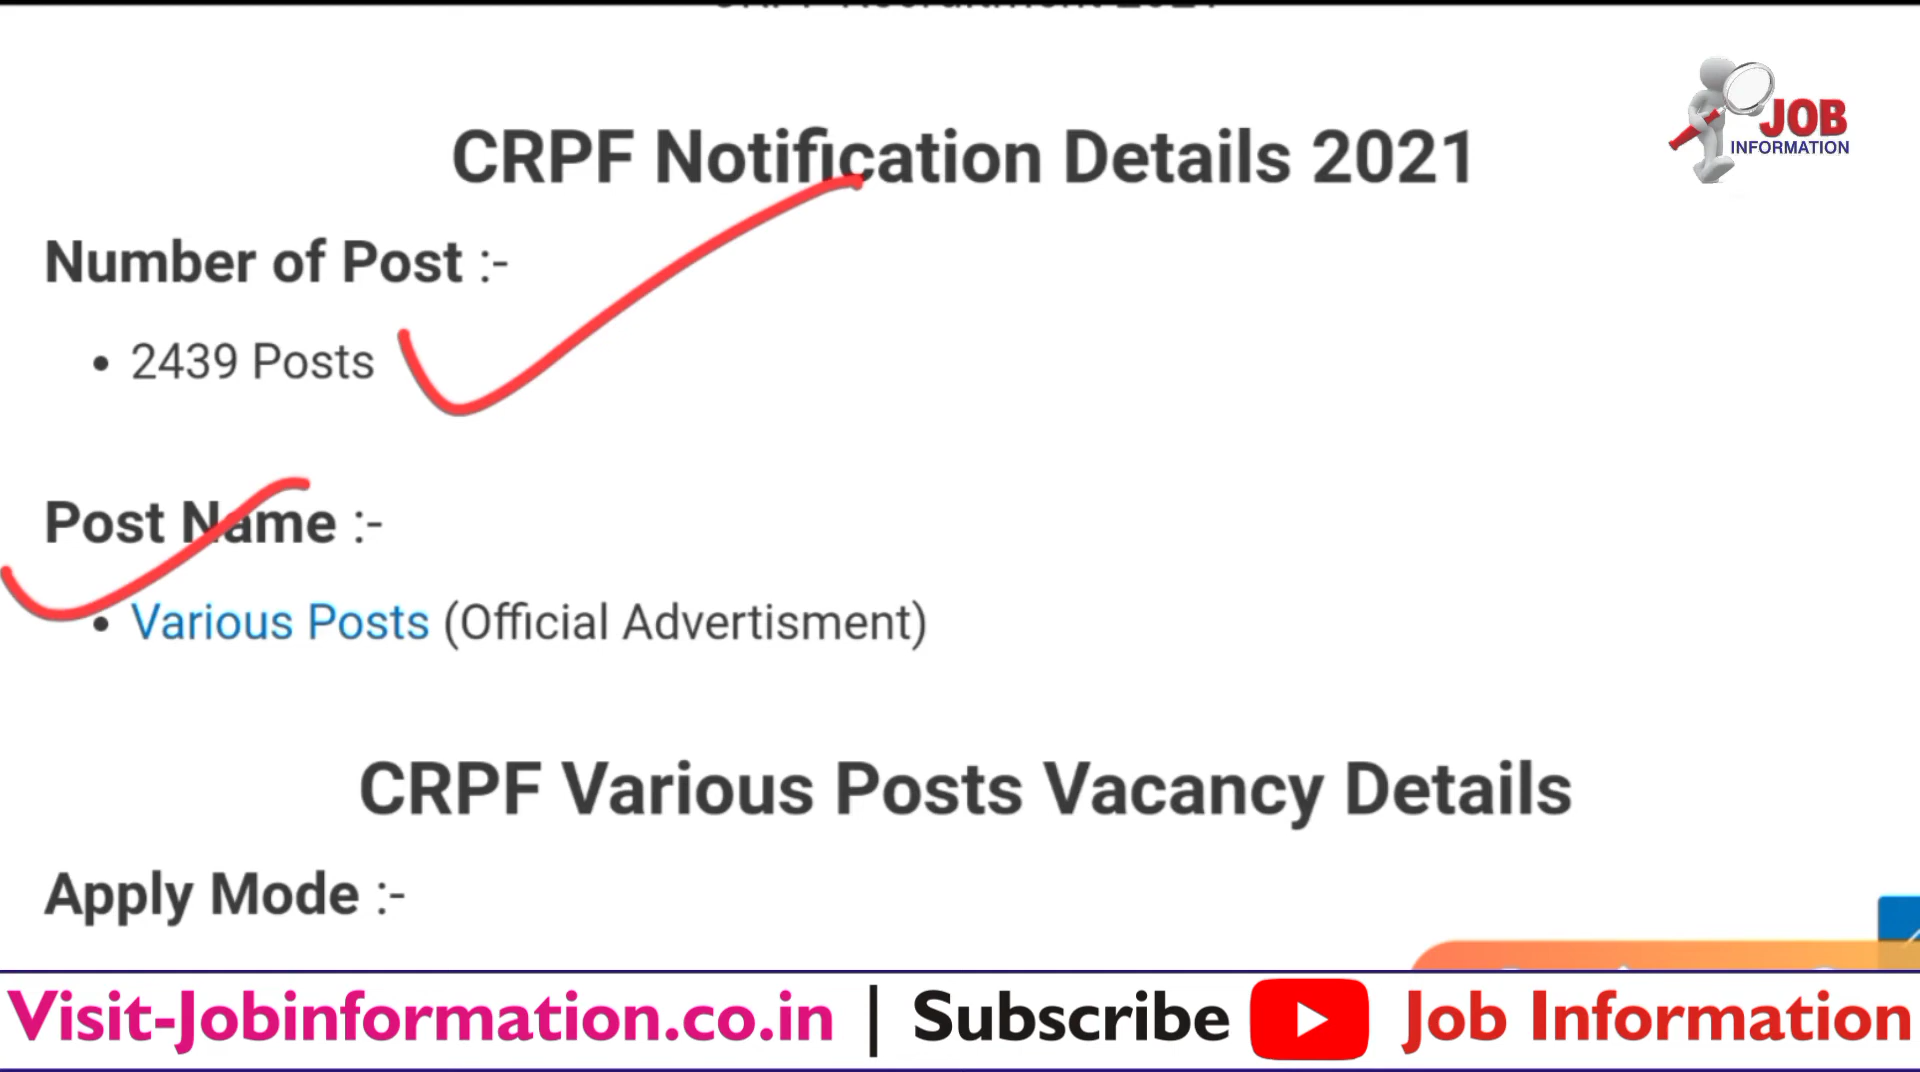 CRPF Notification Details 2021
JOB
INFORMATION
Number of Post :-
• 2439 Posts
Post Name :-
• Various Posts (Official Advertisment)
CRPF Various Posts Vacancy Details
Apply Mode :-
Visit-Jobinformation.co.in | Subscribe Job Information